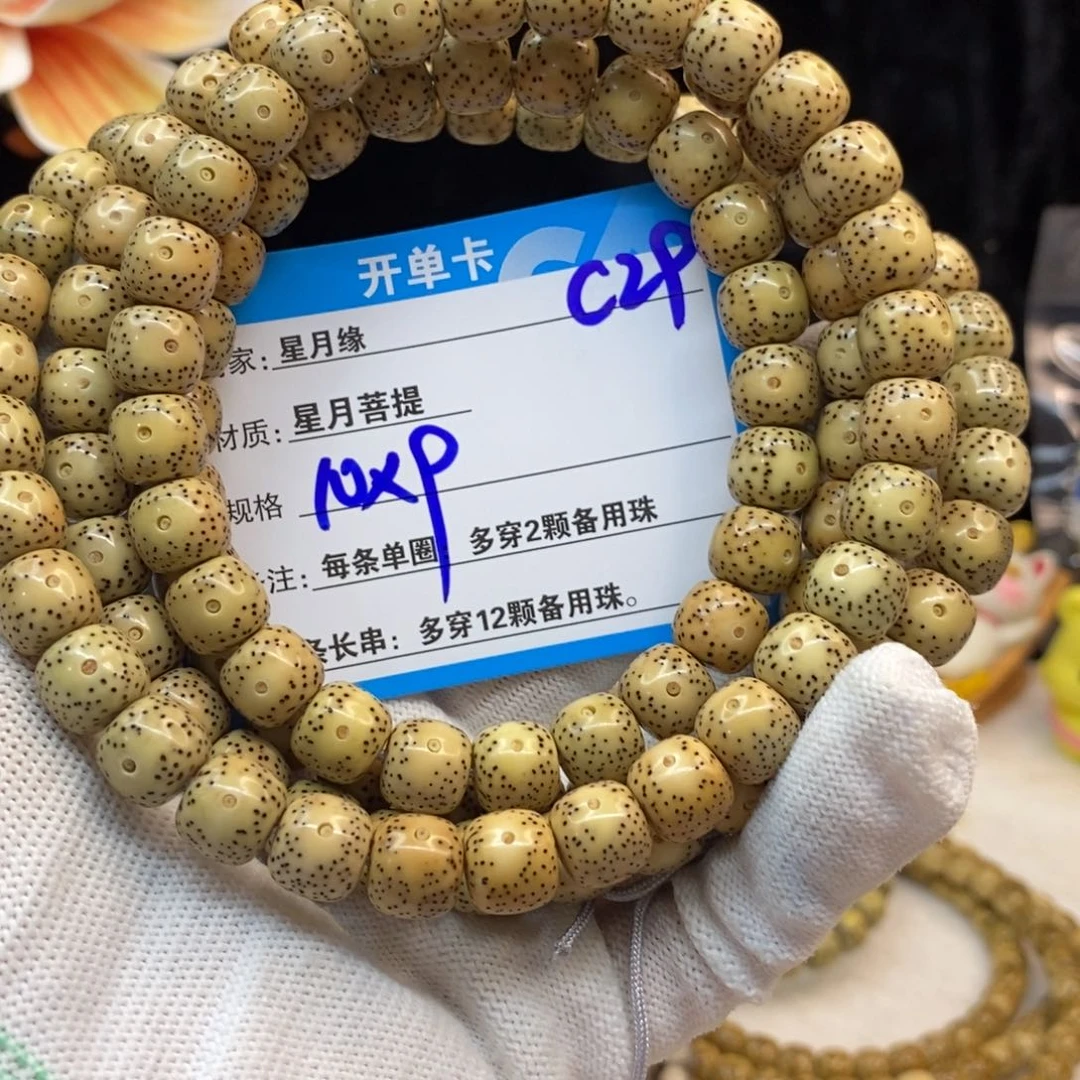 开单卡
C2P
家：星月缘
材质：星月菩提
规格 10xP
注：每条单圈 多穿2颗备用珠
条长串：多穿12颗备用珠。